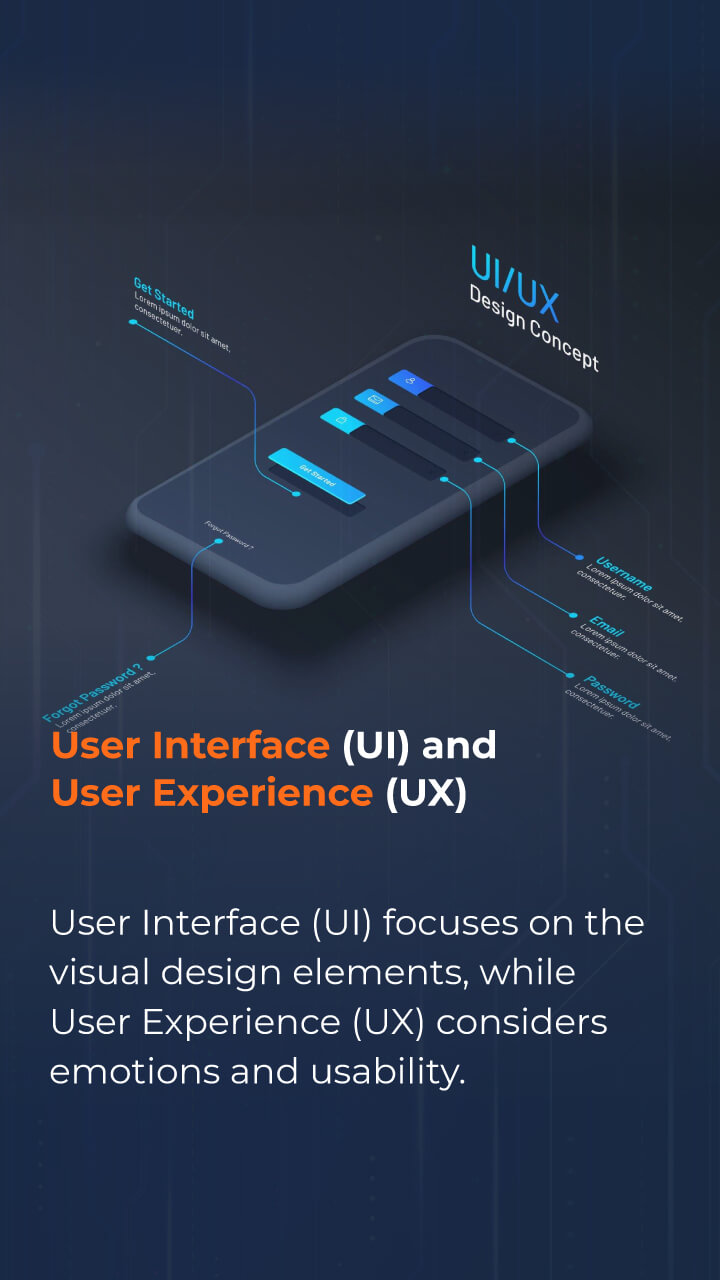 UI/UX
Design Concept
Get Started
Lorem ipsum dolor sit amet,
consectetuer.
Get Started
Forgot Password ?
Username
Lorem ipsum dolor sit amet,
consectetuer.
Email
Lorem ipsum dolor sit amet,
consectetuer.
Password
Lorem ipsum dolor sit amet,
consectetuer.
Forgot Password ?
Lorem ipsum dolor sit amet,
consectetuer.
User Interface (UI) and
User Experience (UX)
User Interface (UI) focuses on the
visual design elements, while
User Experience (UX) considers
emotions and usability.